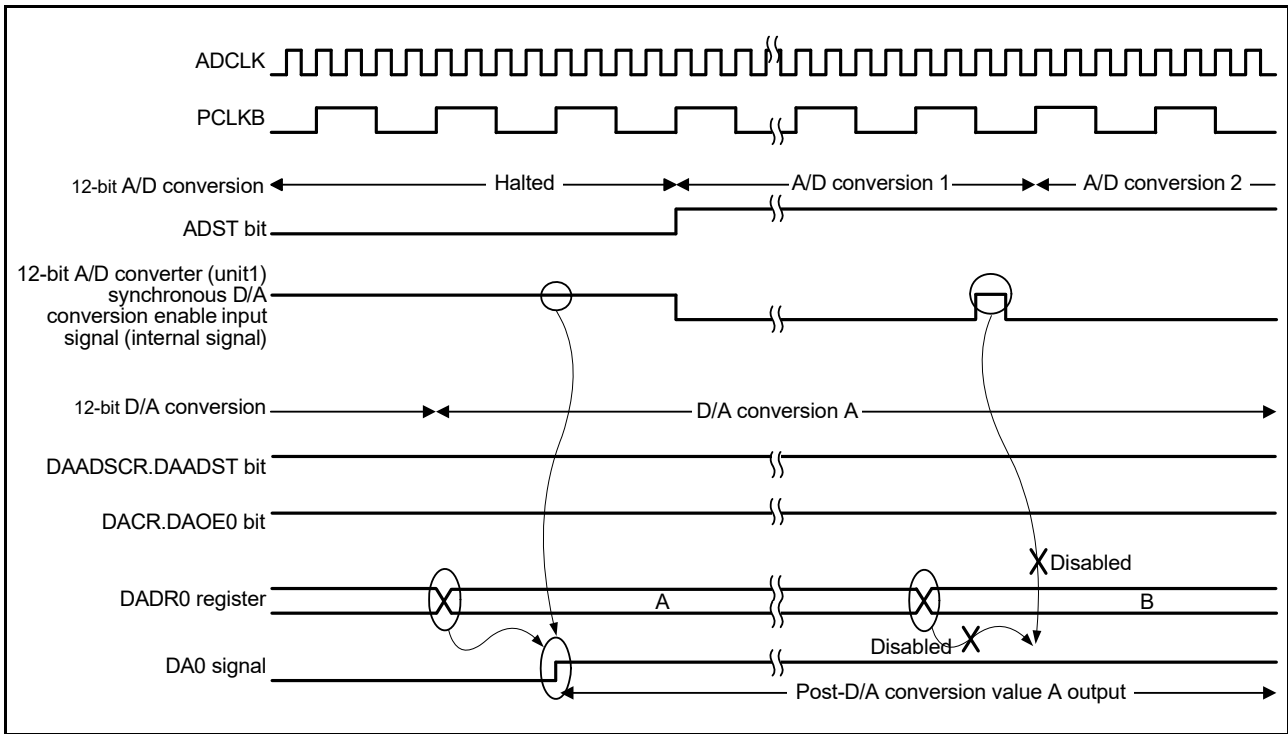 ADCLK
PCLKB
12-bit A/D conversion
Halted
A/D conversion 1
A/D conversion 2
ADST bit
12-bit A/D converter (unit1)
synchronous D/A
conversion enable input
signal (internal signal)
12-bit D/A conversion
D/A conversion A
DAADSCR.DAADST bit
DACR.DAOE0 bit
Disabled
DADR0 register
A
B
Disabled
DA0 signal
Post-D/A conversion value A output